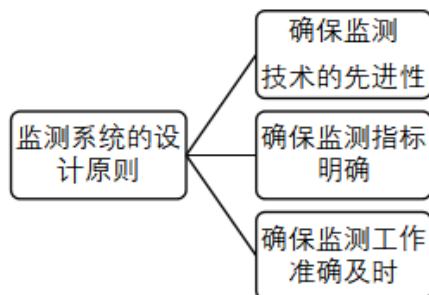 监测系统的设
计原则
确保监测
技术的先进性
确保监测指标
明确
确保监测工作
准确及时